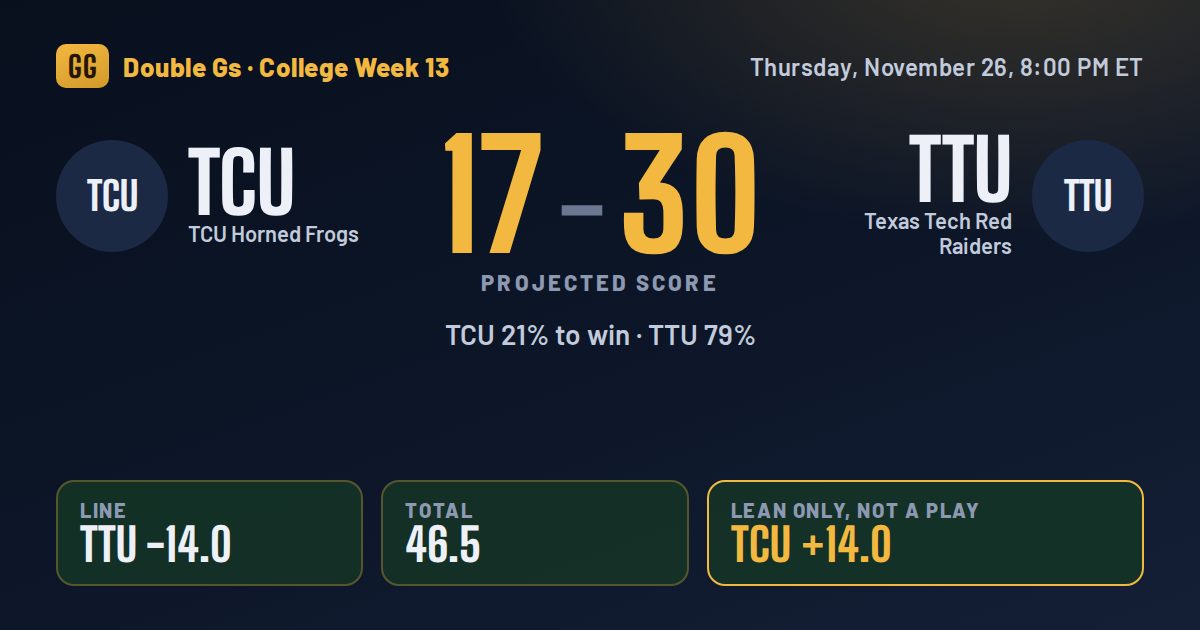 GG Double Gs · College Week 13
Thursday, November 26, 8:00 PM ET
TCU
TCU
TCU Horned Frogs
17 – 30
PROJECTED SCORE
TCU 21% to win · TTU 79%
TTU
Texas Tech Red
Raiders
TTU
LINE
TTU −14.0
TOTAL
46.5
LEAN ONLY, NOT A PLAY
TCU +14.0